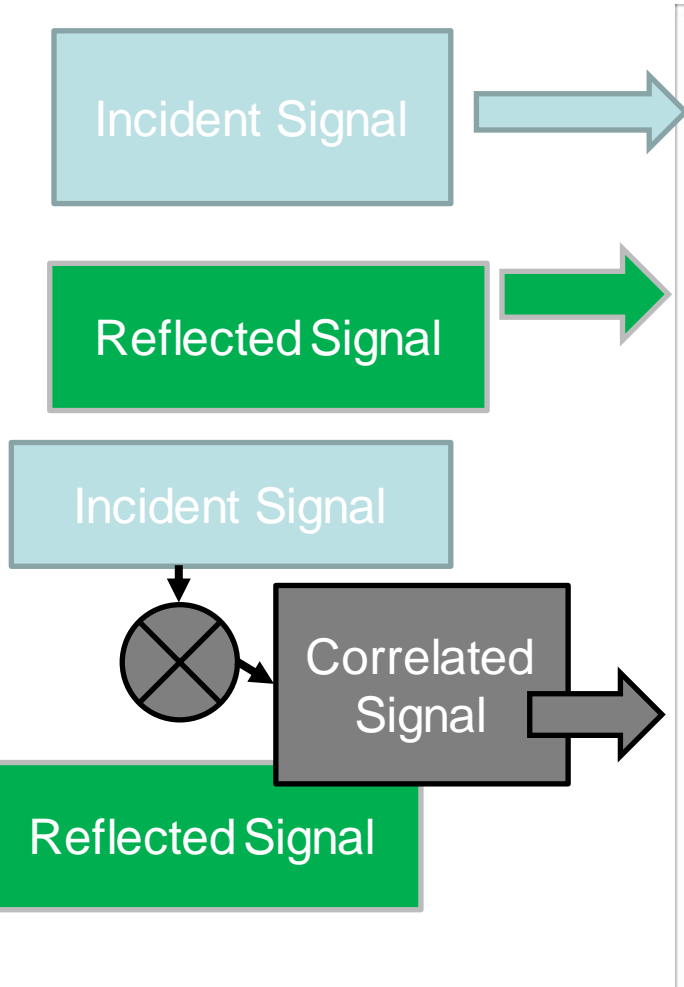 Incident Signal
Reflected Signal
Incident Signal
Correlated
Signal
Reflected Signal